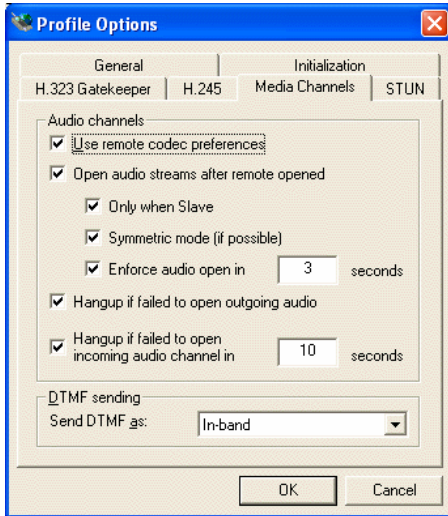 Profile Options
General
Initialization
H.323 Gatekeeper
H.245
Media Channels
STUN
Audio channels
Use remote codec preferences
Open audio streams after remote opened
Only when Slave
Symmetric mode (if possible)
Enforce audio open in 3 seconds
Hangup if failed to open outgoing audio
Hangup if failed to open
incoming audio channel in 10 seconds
DTMF sending
Send DTMF as: In-band
OK
Cancel